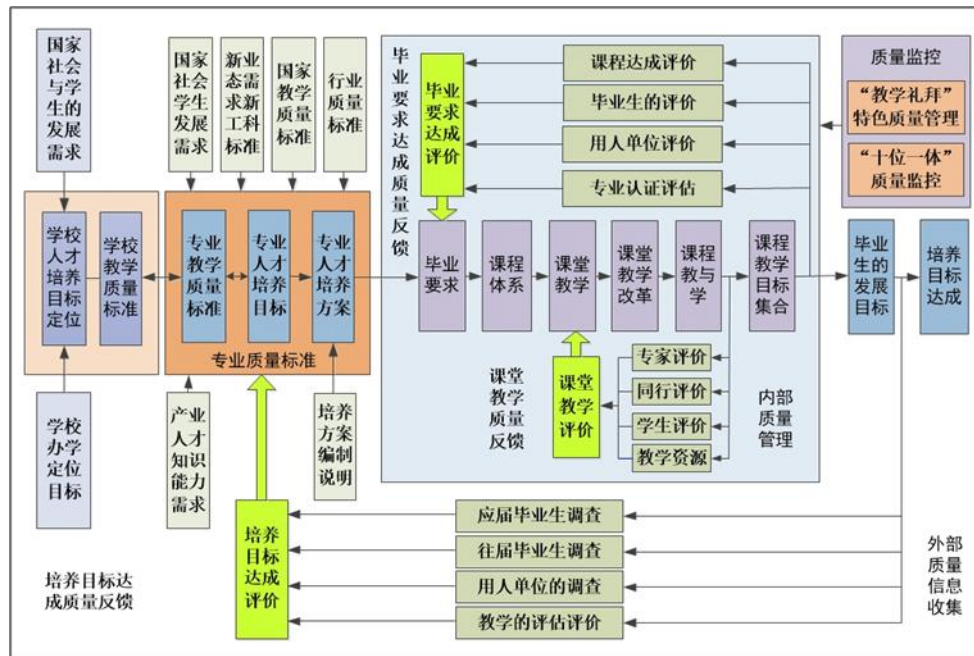 国家
社会
与学
生的
发展
需求
国家
社会
学生
发展
需求
新业
态需
求新
工科
标准
国家
教学
质量
标准
行业
质量
标准
毕业要求达成质量反馈
毕业
要求
达成
评价
课程达成评价
毕业生的评价
用人单位评价
专业认证评估
质量监控
“教学礼拜”
特色质量管理
“十位一体”
质量监控
学校
人才
培养
目标
定位
学校
教学
质量
标准
专业
教学
质量
标准
专业
人才
培养
目标
专业
人才
培养
方案
专业质量标准
毕业
要求
课程
体系
课堂
教学
课堂
教学
改革
课程
教与
学
课程
教学
目标
集合
毕业
生的
发展
目标
培养
目标
达成
学校
办学
定位
目标
产业
人才
知识
能力
需求
培养
方案
编制
说明
课堂
教学
质量
反馈
课堂
教学
评价
专家评价
同行评价
学生评价
教学资源
内部
质量
管理
培养目标达
成质量反馈
培养
目标
达成
评价
应届毕业生调查
往届毕业生调查
用人单位的调查
教学的评估评价
外部
质量
信息
收集